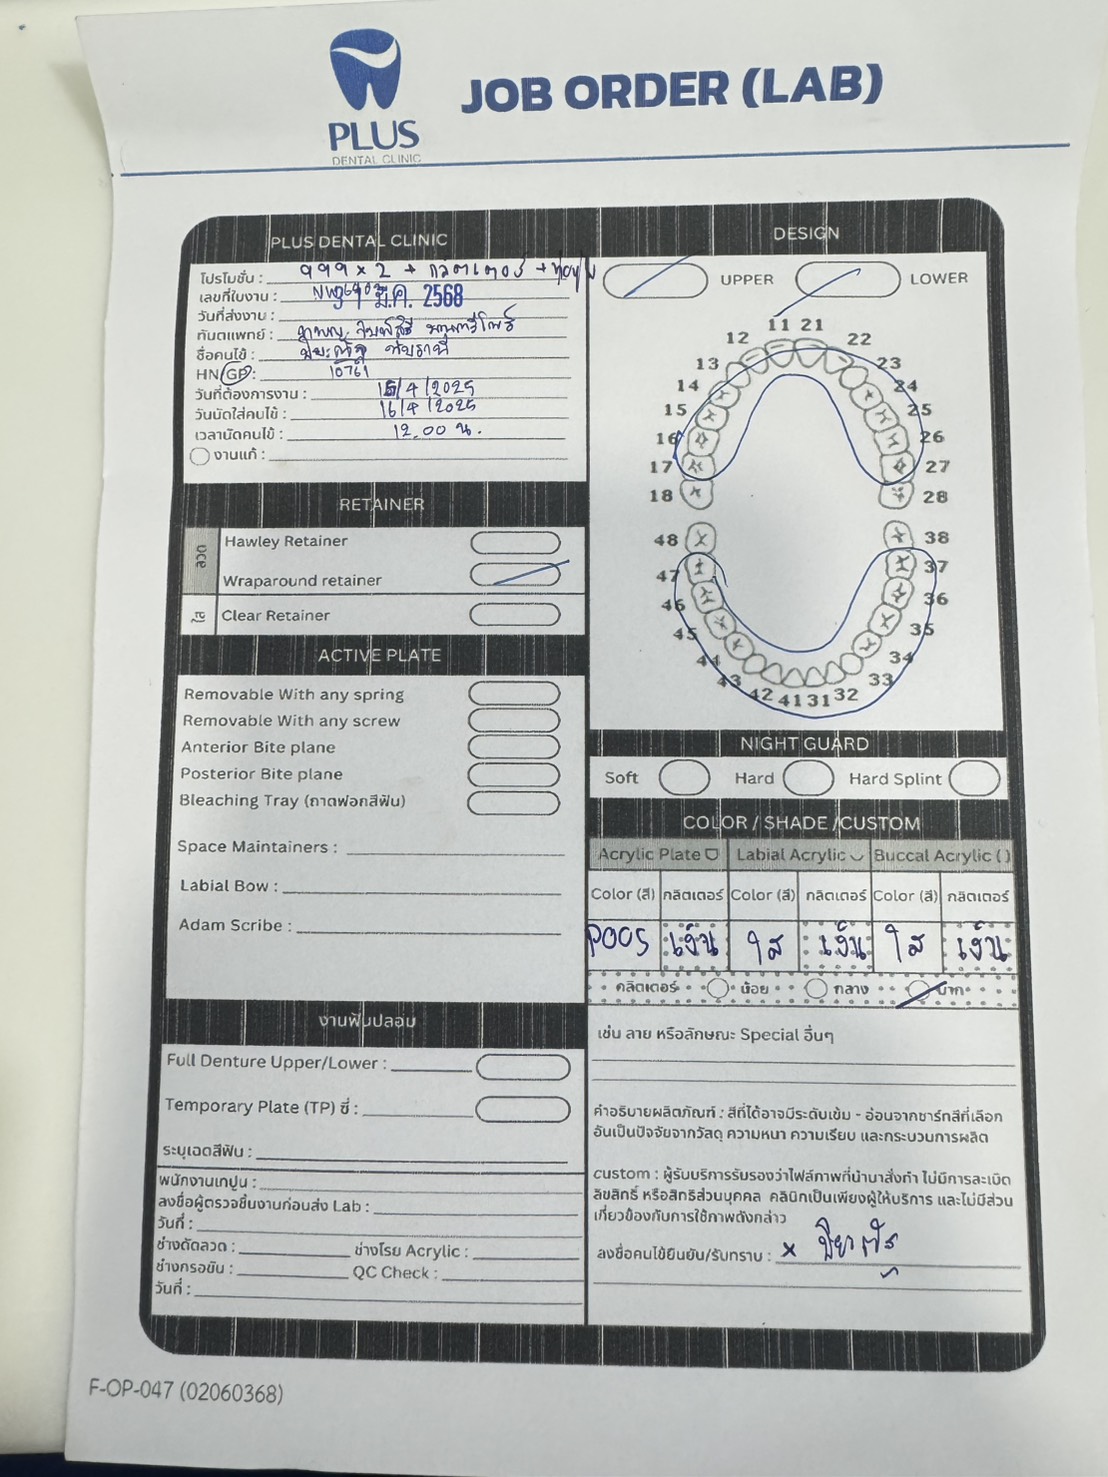 PLUS
DENTAL CLINIC
JOB ORDER (LAB)
PLUS DENTAL CLINIC
โปรโมชั่น : 999 x 2 + กลิตเตอร์ +
เลขที่ใบงาน :
วันที่ส่งงาน : มี.ค. 2568
ทันตแพทย์ :
ชื่อคนไข้ :
HN/GP : 10761
วันที่ต้องการงาน : 15/4/2025
วันนัดใส่คนไข้ : 16/4/2025
เวลานัดคนไข้ : 12.00 น.
งานแก้ :
RETAINER
ลวด
Hawley Retainer
Wraparound retainer
ใส
Clear Retainer
ACTIVE PLATE
Removable With any spring
Removable With any screw
Anterior Bite plane
Posterior Bite plane
Bleaching Tray (ถาดฟอกสีฟัน)
Space Maintainers :
Labial Bow :
Adam Scribe :
งานฟันปลอม
Full Denture Upper/Lower :
Temporary Plate (TP) ซี่ :
ระบุเฉดสีฟัน :
พนักงานเทปูน :
ลงชื่อผู้ตรวจชิ้นงานก่อนส่ง Lab :
วันที่ :
ช่างดัดลวด : ช่างโรย Acrylic :
ช่างกรอขัน : QC Check :
วันที่ :
DESIGN
UPPER LOWER
11 21
12 22
13 23
14 24
15 25
16 26
17 27
18 28
48 38
47 37
46 36
45 35
44 34
43 33
42 41 31 32
NIGHT GUARD
Soft Hard Hard Splint
COLOR / SHADE /CUSTOM
Acrylic Plate Labial Acrylic Buccal Acrylic ( )
Color (สี) กลิตเตอร์ Color (สี) กลิตเตอร์ Color (สี) กลิตเตอร์
P005 เงิน ใส เงิน ใส เงิน
กลิตเตอร์ น้อย กลาง มาก
เช่น ลาย หรือลักษณะ Special อื่นๆ
คำอธิบายผลิตภัณฑ์ : สีที่ได้อาจมีระดับเข้ม - อ่อนจากชาร์ทสีที่เลือก
อันเป็นปัจจัยจากวัสดุ ความหนา ความเรียบ และกระบวนการผลิต
custom : ผู้รับบริการรับรองว่าไฟล์ภาพที่นำมาสั่งทำ ไม่มีการละเมิด
ลิขสิทธิ์ หรือสิทธิส่วนบุคคล คลินิกเป็นเพียงผู้ให้บริการ และไม่มีส่วน
เกี่ยวข้องกับการใช้ภาพดังกล่าว
ลงชื่อคนไข้ยืนยัน/รับทราบ : x
F-OP-047 (02060368)